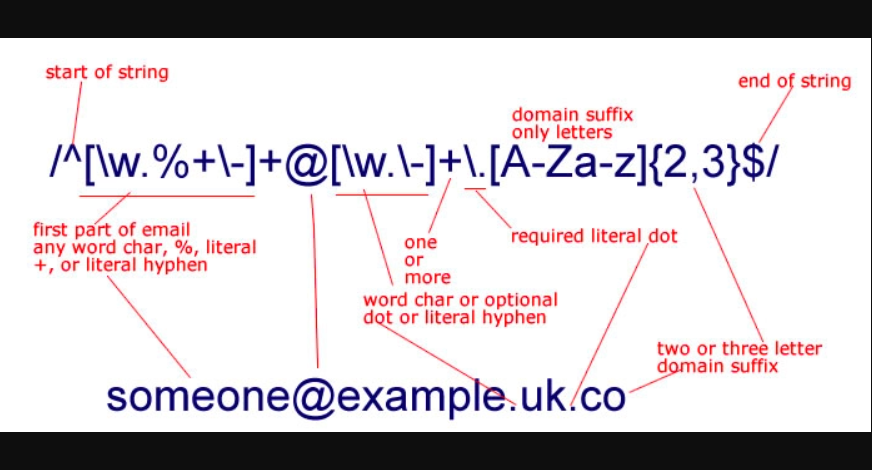 start of string
end of string
domain suffix
only letters
/^[\w.%+\-]+@[\w.\-]+\.[A-Za-z]{2,3}$/
first part of email
any word char, %, literal
+, or literal hyphen
one
or
more
required literal dot
word char or optional
dot or literal hyphen
two or three letter
domain suffix
someone@example.uk.co